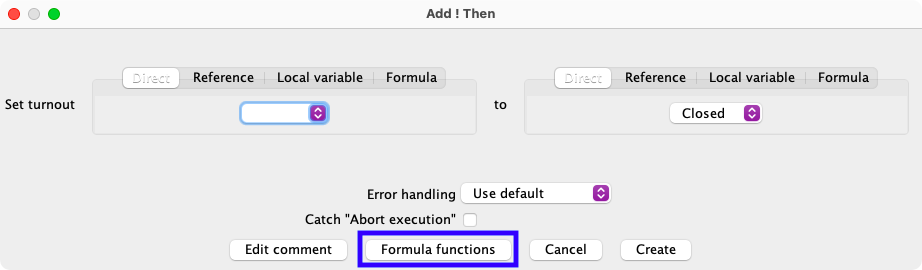 Add ! Then
Direct Reference Local variable Formula Direct Reference Local variable Formula
Set turnout to Closed
Error handling Use default
Catch "Abort execution"
Edit comment Formula functions Cancel Create